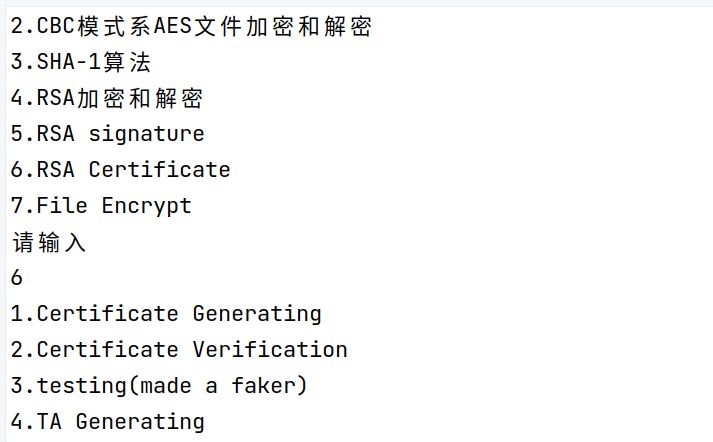 2.CBC模式系AES文件加密和解密
3.SHA-1算法
4.RSA加密和解密
5.RSA signature
6.RSA Certificate
7.File Encrypt
请输入
6
1.Certificate Generating
2.Certificate Verification
3.testing(made a faker)
4.TA Generating